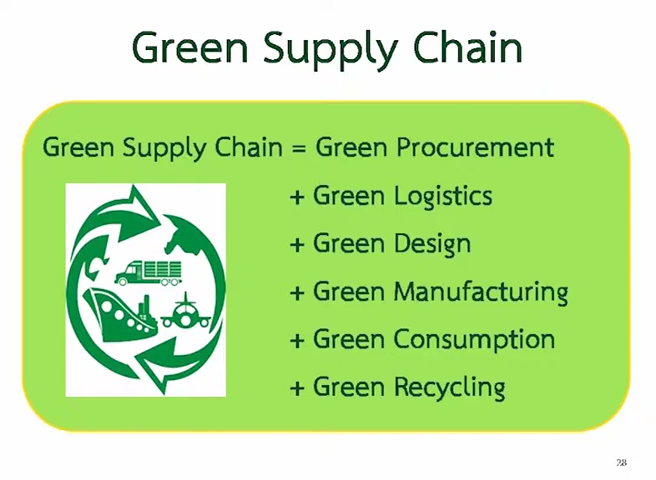 Green Supply Chain
Green Supply Chain = Green Procurement
+ Green Logistics
+ Green Design
+ Green Manufacturing
+ Green Consumption
+ Green Recycling
28